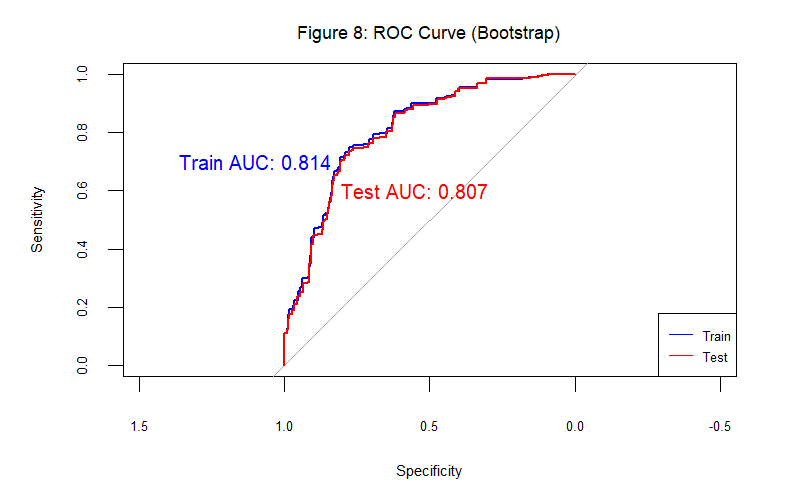 Figure 8: ROC Curve (Bootstrap)
1.0
0.8
0.6
0.4
0.2
0.0
Sensitivity
Train AUC: 0.814
Test AUC: 0.807
Train
Test
1.5
1.0
0.5
0.0
-0.5
Specificity